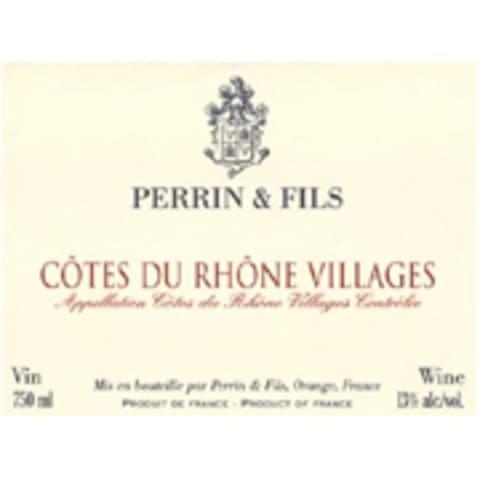 PERRIN & FILS
CÔTES DU RHÔNE VILLAGES
Appellation Côtes du Rhône Villages Contrôlée
Vin Wine
750 ml Mis en bouteille par Perrin & Fils, Orange, France 13% alc/vol.
PRODUIT DE FRANCE - PRODUCT OF FRANCE